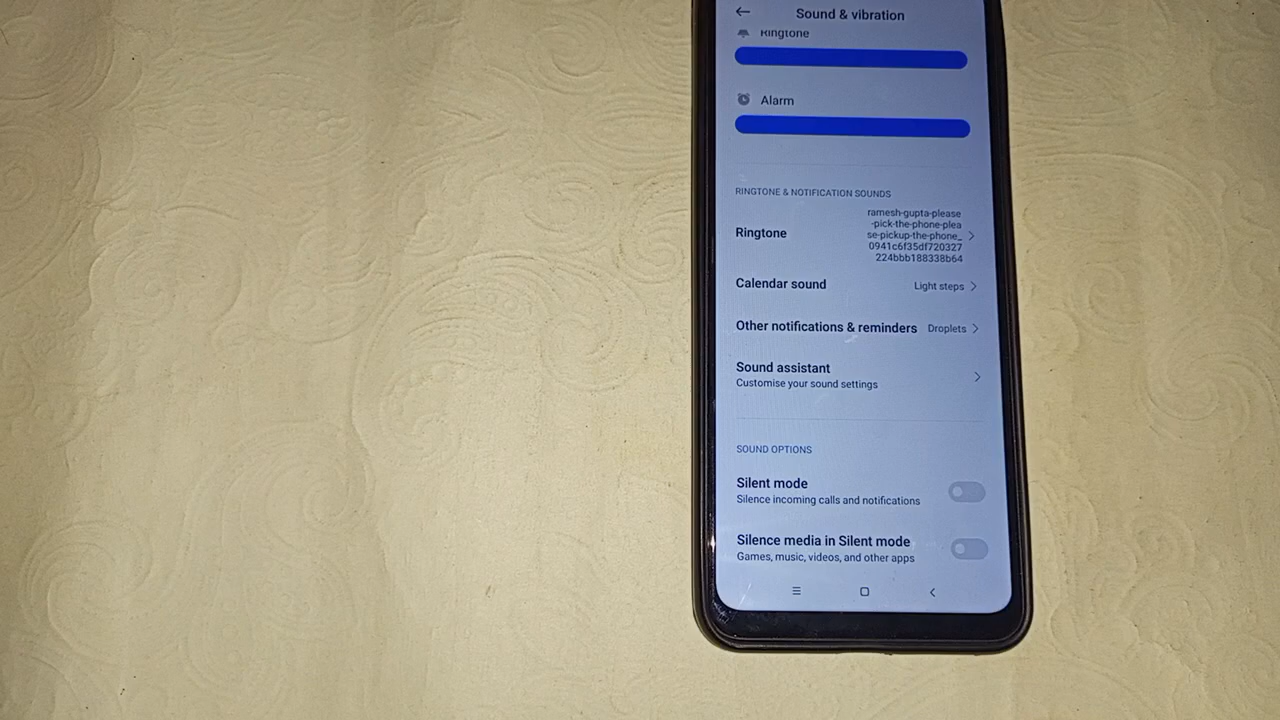 Sound & vibration
Ringtone
Alarm
RINGTONE & NOTIFICATION SOUNDS
Ringtone
ramesh-gupta-please
-pick-the-phone-plea
se-pickup-the-phone_
0941c6f35df720327
224bbb188338b64
Calendar sound
Light steps
Other notifications & reminders
Droplets
Sound assistant
Customise your sound settings
SOUND OPTIONS
Silent mode
Silence incoming calls and notifications
Silence media in Silent mode
Games, music, videos, and other apps